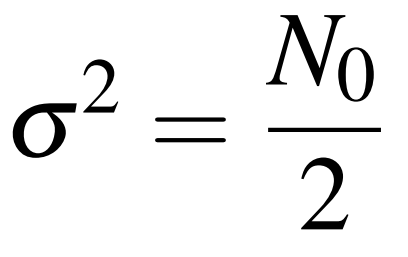 σ² = N₀/2